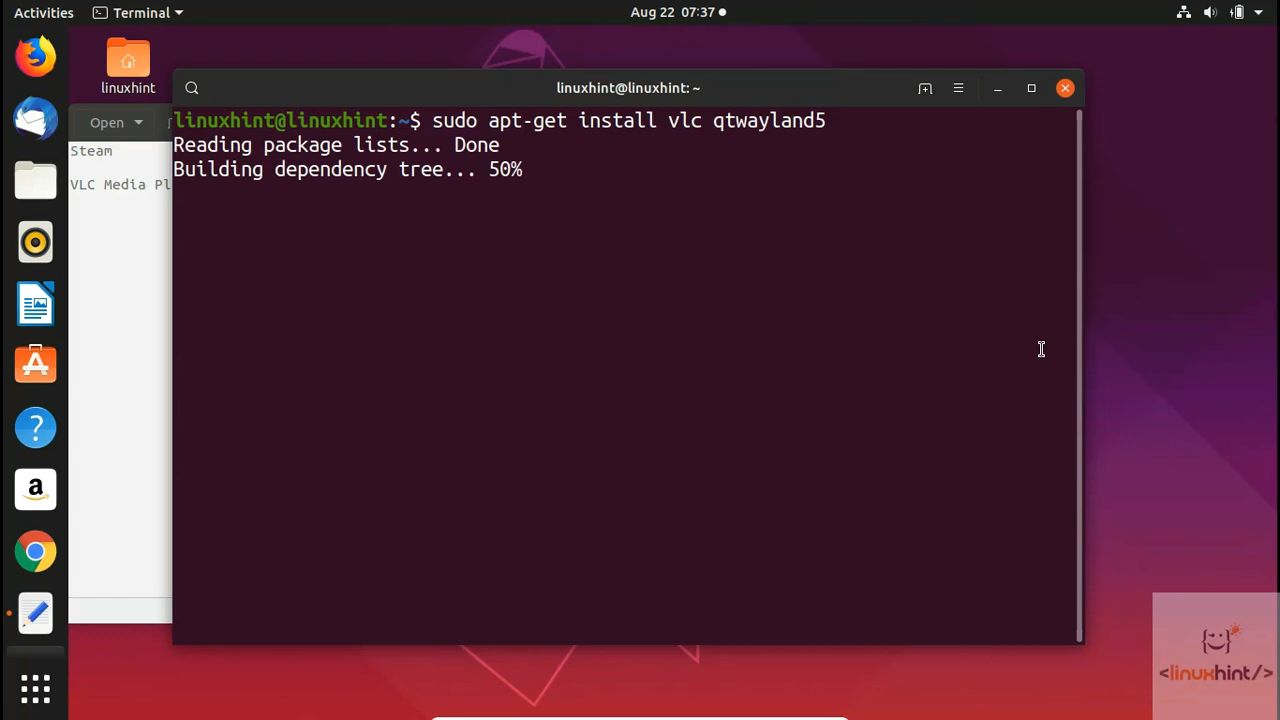 Activities Terminal Aug 22 07:37
linuxhint
linuxhint@linuxhint: ~
Open
Steam
VLC Media Pl
linuxhint@linuxhint:~$ sudo apt-get install vlc qtwayland5
Reading package lists... Done
Building dependency tree... 50%
{☺}
<linuxhint/>